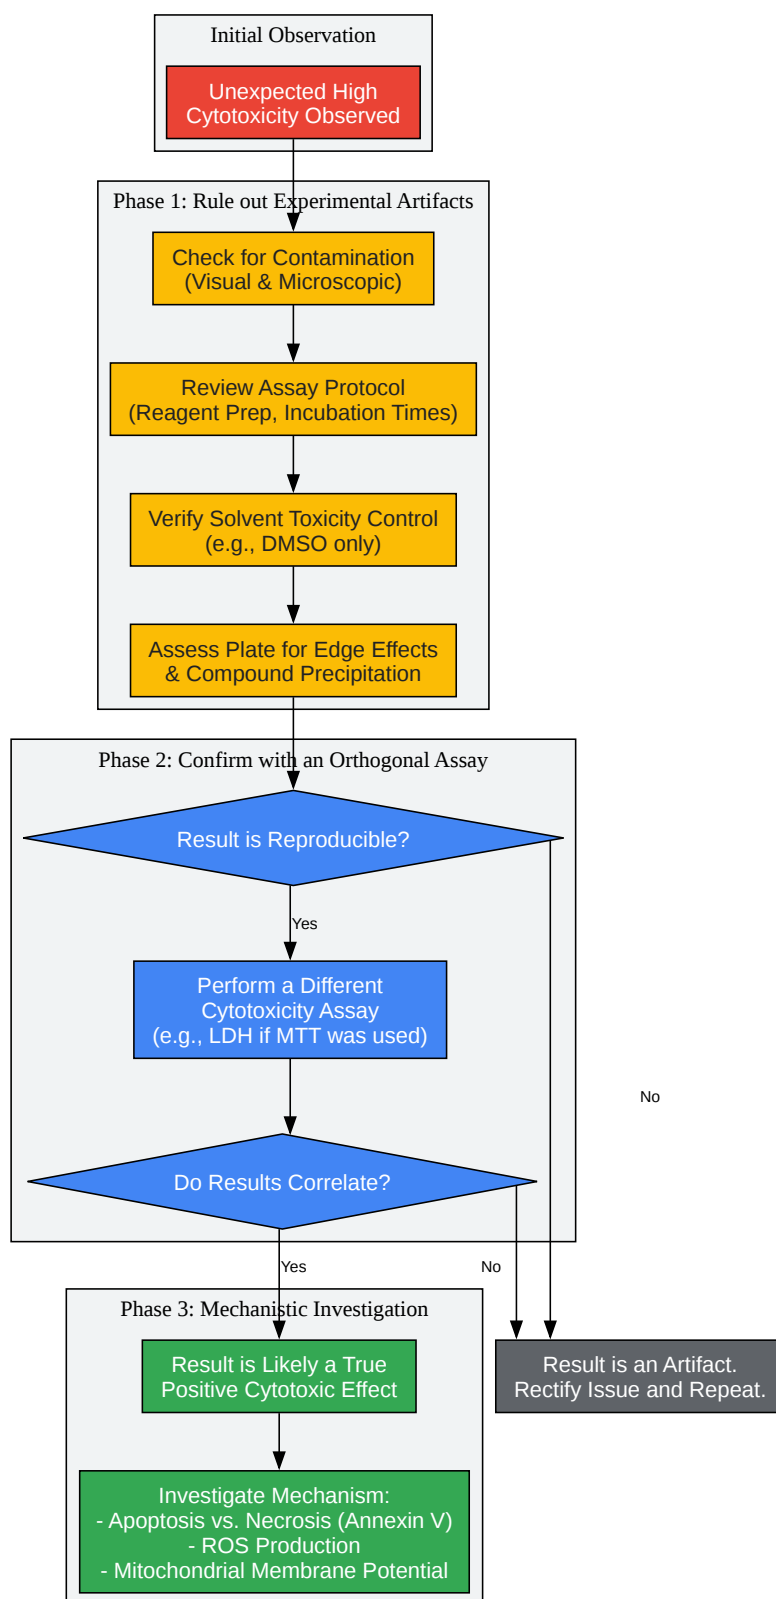 Initial Observation
Unexpected High
Cytotoxicity Observed
Phase 1: Rule out Experimental Artifacts
Check for Contamination
(Visual & Microscopic)
Review Assay Protocol
(Reagent Prep, Incubation Times)
Verify Solvent Toxicity Control
(e.g., DMSO only)
Assess Plate for Edge Effects
& Compound Precipitation
Phase 2: Confirm with an Orthogonal Assay
Result is Reproducible?
Yes
Perform a Different
Cytotoxicity Assay
(e.g., LDH if MTT was used)
No
Do Results Correlate?
Yes
No
Phase 3: Mechanistic Investigation
Result is Likely a True
Positive Cytotoxic Effect
Result is an Artifact.
Rectify Issue and Repeat.
Investigate Mechanism:
- Apoptosis vs. Necrosis (Annexin V)
- ROS Production
- Mitochondrial Membrane Potential